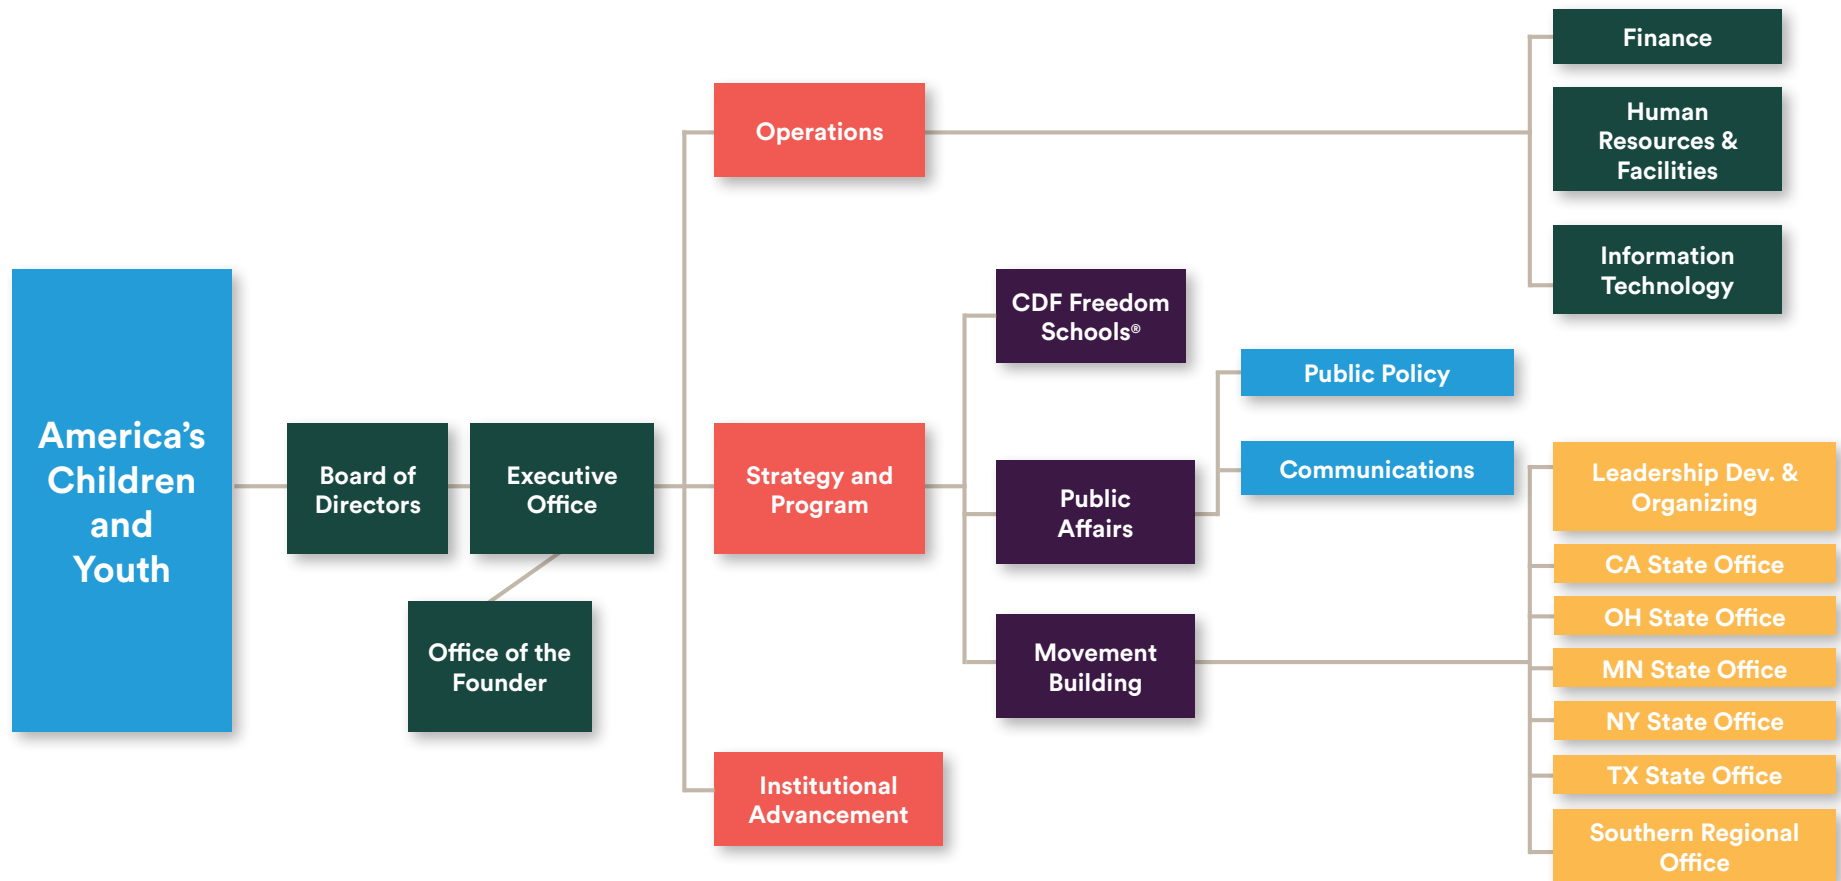 America's
Children
and
Youth
Board of
Directors
Executive
Office
Office of the
Founder
Operations
Strategy and
Program
Institutional
Advancement
CDF Freedom
Schools®
Public
Affairs
Movement
Building
Public Policy
Communications
Finance
Human
Resources &
Facilities
Information
Technology
Leadership Dev. &
Organizing
CA State Office
OH State Office
MN State Office
NY State Office
TX State Office
Southern Regional
Office